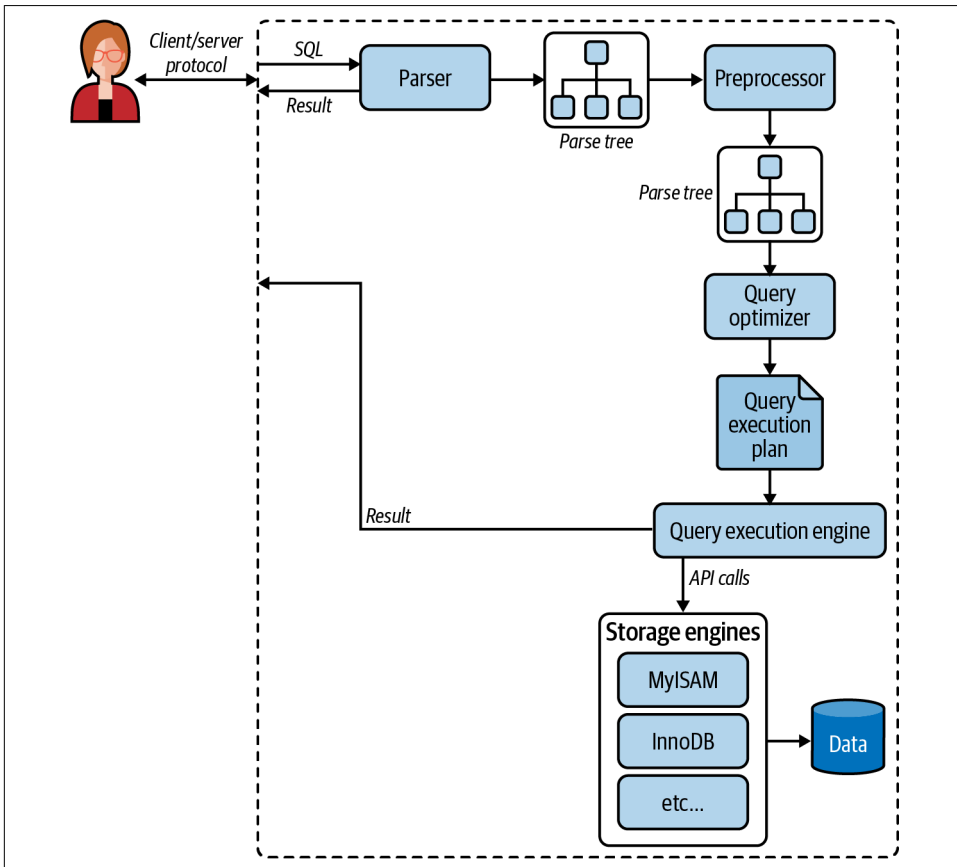 Client/server
protocol
SQL
Result
Parser
Parse tree
Preprocessor
Parse tree
Query
optimizer
Query
execution
plan
Result
Query execution engine
API calls
Storage engines
MyISAM
InnoDB
etc...
Data